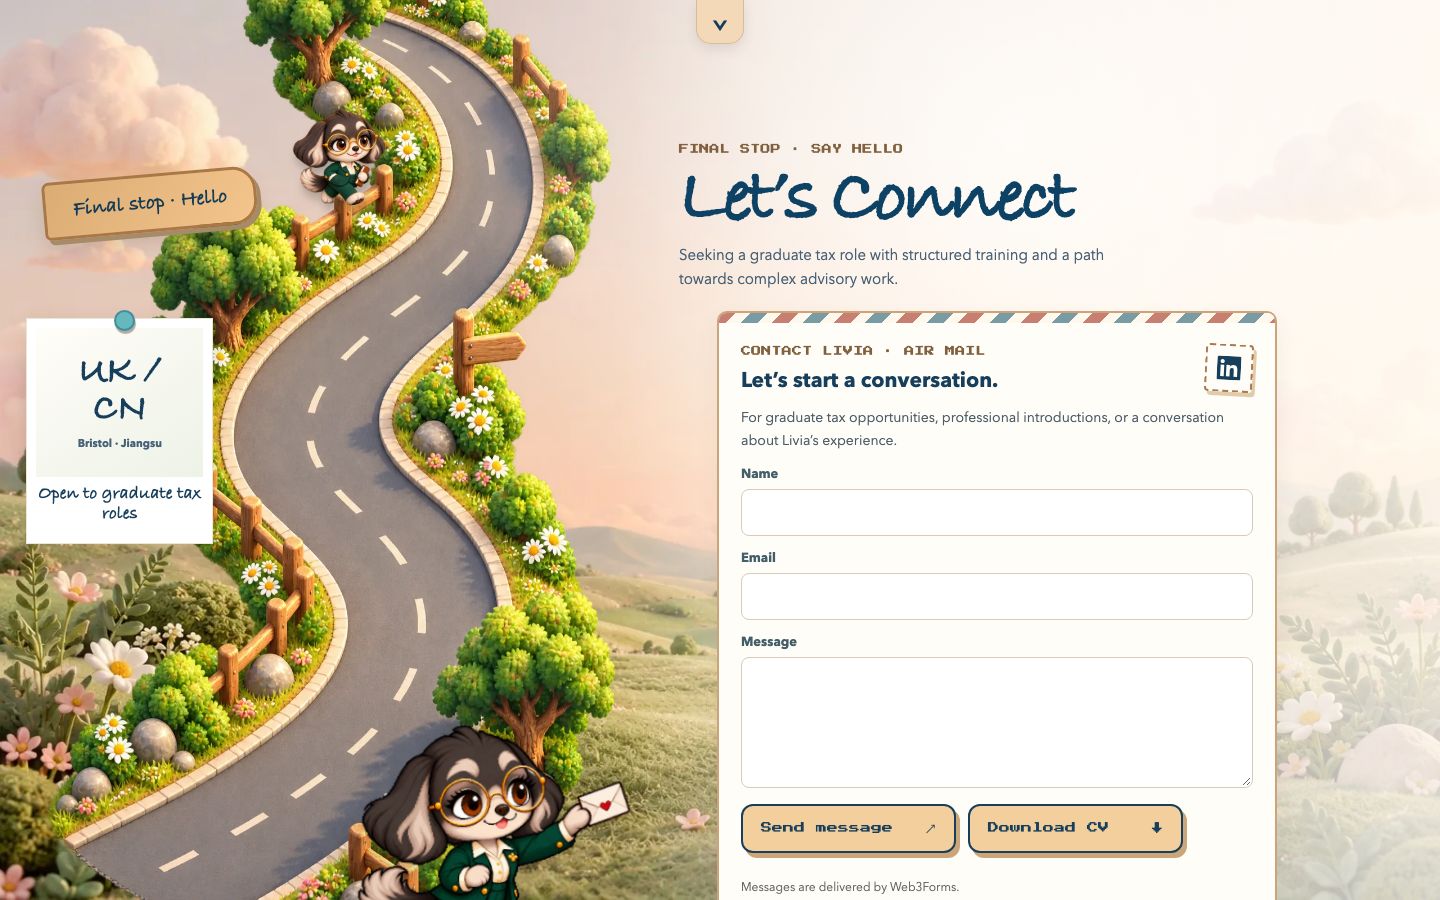 FINAL STOP · SAY HELLO
Let's Connect
Seeking a graduate tax role with structured training and a path
towards complex advisory work.
Final stop · Hello
UK /
CN
Bristol · Jiangsu
Open to graduate tax
roles
CONTACT LIVIA · AIR MAIL
in
Let's start a conversation.
For graduate tax opportunities, professional introductions, or a conversation
about Livia's experience.
Name
Email
Message
Send message ↗
Download CV ⬇
Messages are delivered by Web3Forms.